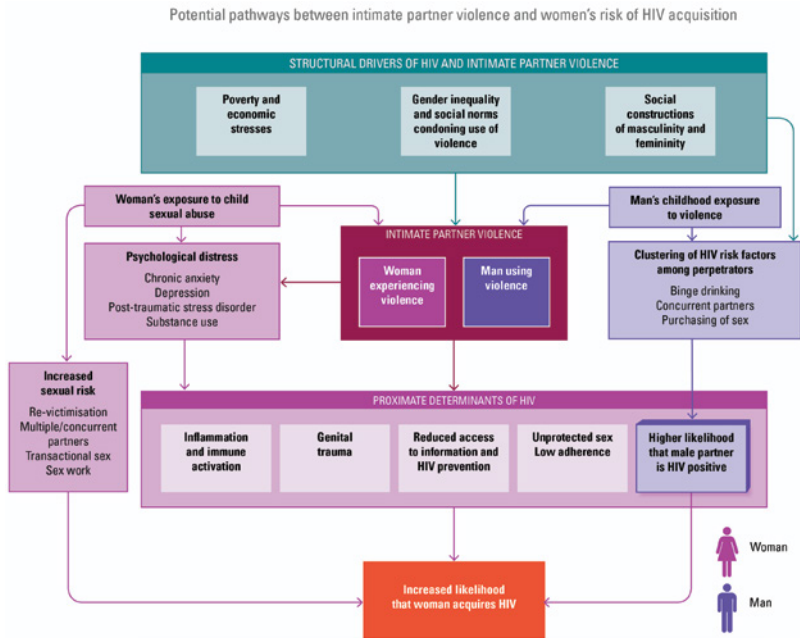 Potential pathways between intimate partner violence and women's risk of HIV acquisition
STRUCTURAL DRIVERS OF HIV AND INTIMATE PARTNER VIOLENCE
Poverty and
economic
stresses
Gender inequality
and social norms
condoning use of
violence
Social
constructions
of masculinity and
femininity
Woman's exposure to child
sexual abuse
Man's childhood exposure
to violence
INTIMATE PARTNER VIOLENCE
Woman
experiencing
violence
Man using
violence
Psychological distress
Chronic anxiety
Depression
Post-traumatic stress disorder
Substance use
Clustering of HIV risk factors
among perpetrators
Binge drinking
Concurrent partners
Purchasing of sex
Increased
sexual risk
Re-victimisation
Multiple/concurrent
partners
Transactional sex
Sex work
PROXIMATE DETERMINANTS OF HIV
Inflammation
and immune
activation
Genital
trauma
Reduced access
to information and
HIV prevention
Unprotected sex
Low adherence
Higher likelihood
that male partner
is HIV positive
Increased likelihood
that woman acquires HIV
Woman
Man